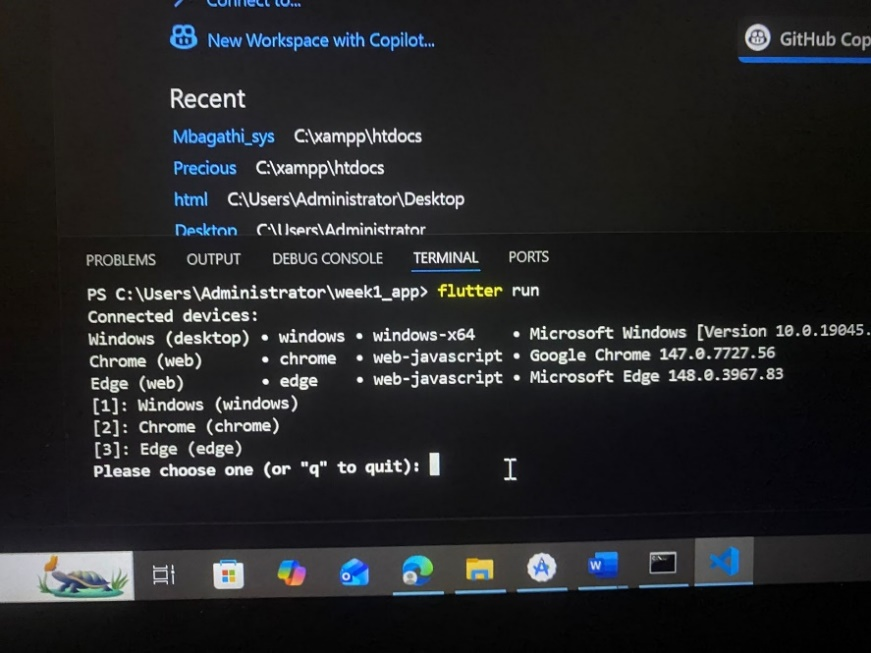 Connect to...
New Workspace with Copilot...
GitHub Cop
Recent
Mbagathi_sys C:\xampp\htdocs
Precious C:\xampp\htdocs
html C:\Users\Administrator\Desktop
Desktop C:\Users\Administrator
PROBLEMS OUTPUT DEBUG CONSOLE TERMINAL PORTS
PS C:\Users\Administrator\week1_app> flutter run
Connected devices:
Windows (desktop) • windows • windows-x64 • Microsoft Windows [Version 10.0.19045.
Chrome (web) • chrome • web-javascript • Google Chrome 147.0.7727.56
Edge (web) • edge • web-javascript • Microsoft Edge 148.0.3967.83
[1]: Windows (windows)
[2]: Chrome (chrome)
[3]: Edge (edge)
Please choose one (or "q" to quit):